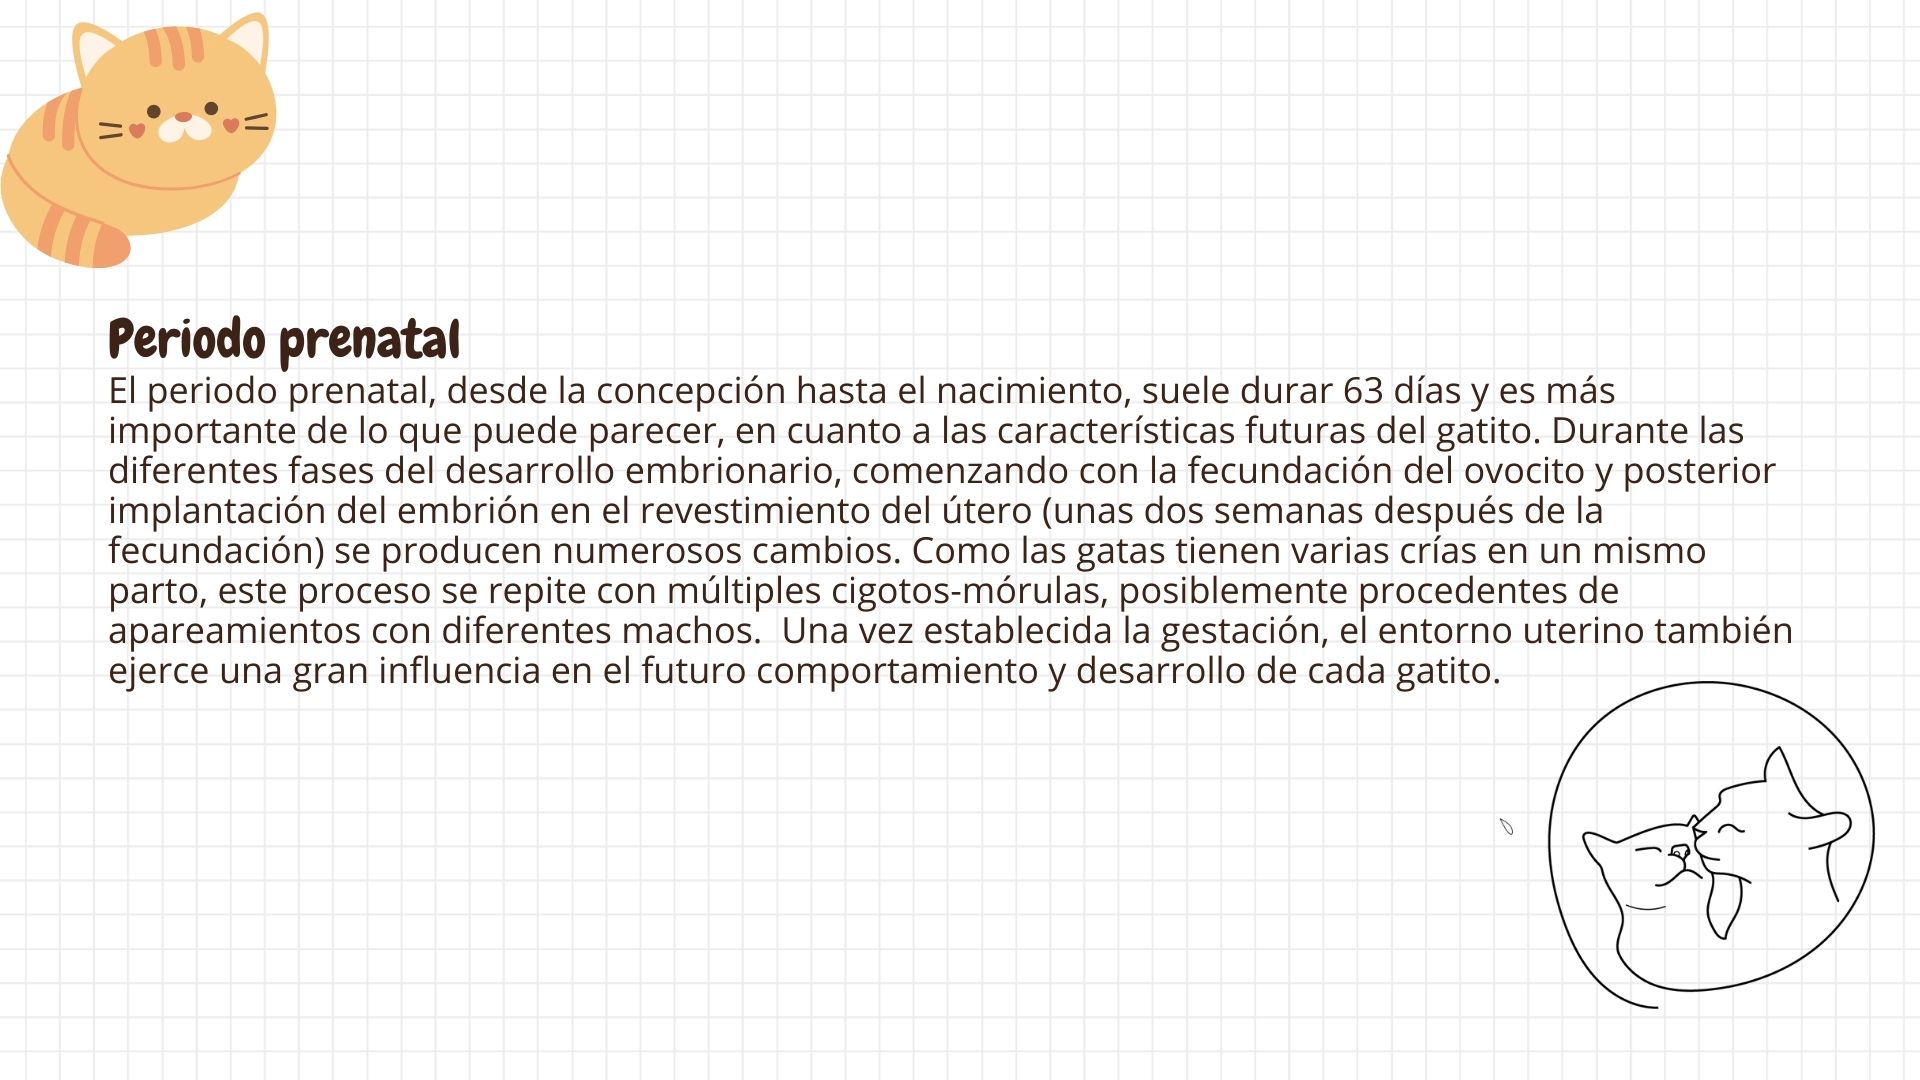 Periodo prenatal
El periodo prenatal, desde la concepción hasta el nacimiento, suele durar 63 días y es más
importante de lo que puede parecer, en cuanto a las características futuras del gatito. Durante las
diferentes fases del desarrollo embrionario, comenzando con la fecundación del ovocito y posterior
implantación del embrión en el revestimiento del útero (unas dos semanas después de la
fecundación) se producen numerosos cambios. Como las gatas tienen varias crías en un mismo
parto, este proceso se repite con múltiples cigotos-mórulas, posiblemente procedentes de
apareamientos con diferentes machos.  Una vez establecida la gestación, el entorno uterino también
ejerce una gran influencia en el futuro comportamiento y desarrollo de cada gatito.